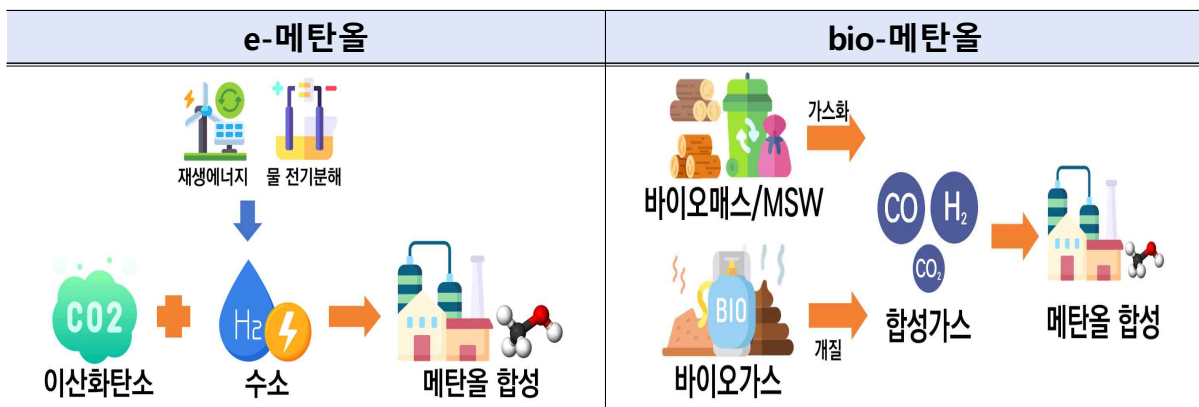 e-메탄올
재생에너지 물 전기분해
CO2
H₂
이산화탄소 수소 메탄올 합성
bio-메탄올
가스화
바이오매스/MSW
CO H₂
CO₂
BIO
개질
합성가스
메탄올 합성
바이오가스